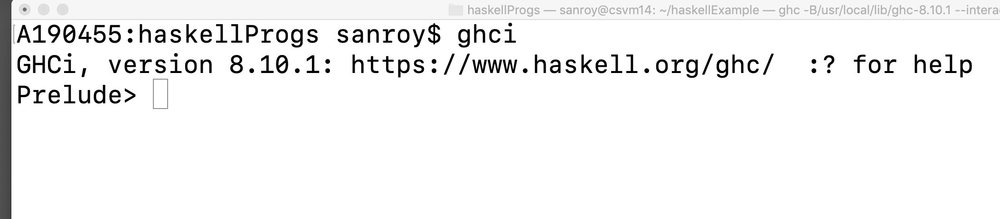 haskellProgs — sanroy@csvm14: ~/haskellExample — ghc -B/usr/local/lib/ghc-8.10.1 --intera
A190455:haskellProgs sanroy$ ghci
GHCi, version 8.10.1: https://www.haskell.org/ghc/  :? for help
Prelude>